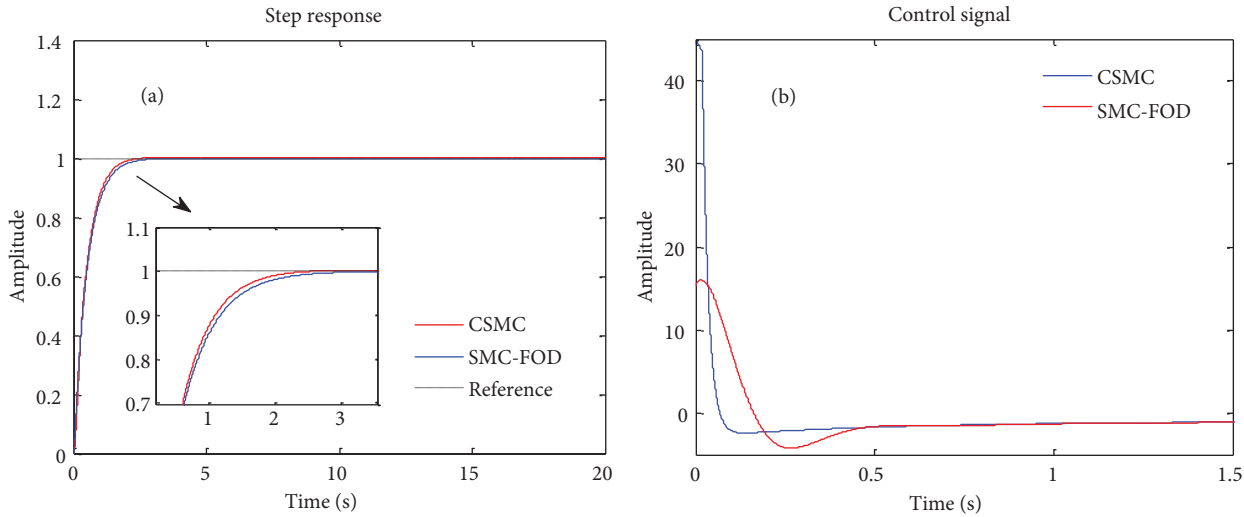 Step response
1.4
1.2
1
0.8
0.6
0.4
0.2
0
Amplitude
(a)
1.1
1
0.9
0.8
0.7
1 2 3
CSMC
SMC-FOD
Reference
0 5 10 15 20
Time (s)
Control signal
40
30
20
10
0
Amplitude
(b)
CSMC
SMC-FOD
0 0.5 1 1.5
Time (s)